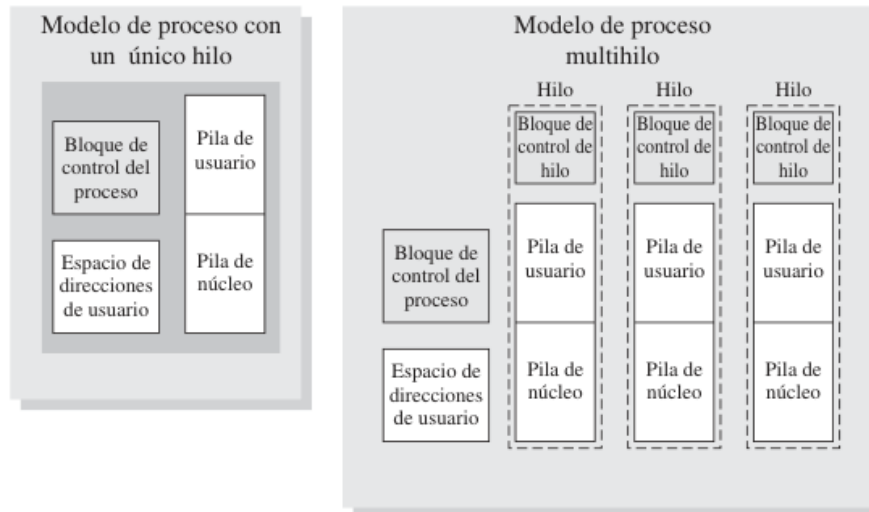 Modelo de proceso con
un único hilo
Bloque de
control del
proceso
Espacio de
direcciones
de usuario
Pila de
usuario
Pila de
núcleo
Modelo de proceso
multihilo
Bloque de
control del
proceso
Espacio de
direcciones
de usuario
Hilo
Bloque de
control de
hilo
Pila de
usuario
Pila de
núcleo
Hilo
Bloque de
control de
hilo
Pila de
usuario
Pila de
núcleo
Hilo
Bloque de
control de
hilo
Pila de
usuario
Pila de
núcleo